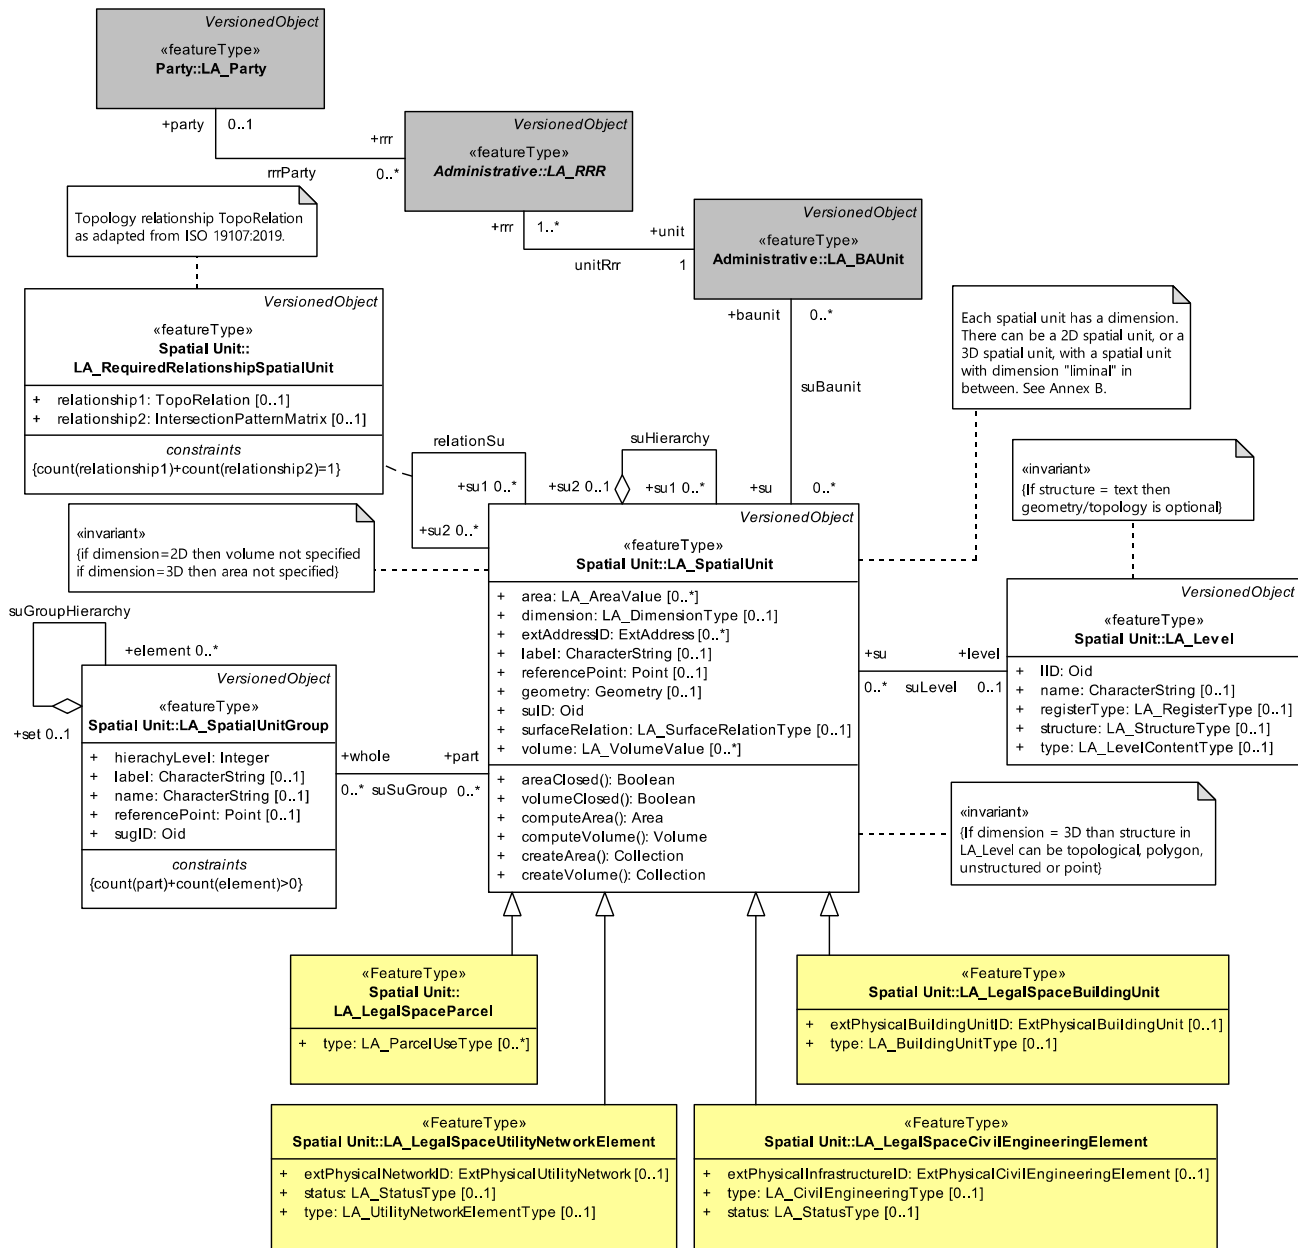 VersionedObject
«featureType»
Party::LA_Party
+party
0..1
+rrr
rrrParty
0..*
VersionedObject
«featureType»
Administrative::LA_RRR
+rrr
1..*
+unit
unitRrr
1
VersionedObject
«featureType»
Administrative::LA_BAUnit
+baunit
0..*
suBaunit
+su
0..*
Topology relationship TopoRelation
as adapted from ISO 19107:2019.
VersionedObject
«featureType»
Spatial Unit::
LA_RequiredRelationshipSpatialUnit
+ relationship1: TopoRelation [0..1]
+ relationship2: IntersectionPatternMatrix [0..1]
constraints
{count(relationship1)+count(relationship2)=1}
Each spatial unit has a dimension.
There can be a 2D spatial unit, or a
3D spatial unit, with a spatial unit
with dimension "liminal" in
between. See Annex B.
relationSu
+su1 0..*
+su2 0..*
suHierarchy
+su2 0..1
+su1 0..*
«invariant»
{If structure = text then
geometry/topology is optional}
«invariant»
{if dimension=2D then volume not specified
if dimension=3D then area not specified}
VersionedObject
«featureType»
Spatial Unit::LA_SpatialUnit
+ area: LA_AreaValue [0..*]
+ dimension: LA_DimensionType [0..1]
+ extAddressID: ExtAddress [0..*]
+ label: CharacterString [0..1]
+ referencePoint: Point [0..1]
+ geometry: Geometry [0..1]
+ suID: Oid
+ surfaceRelation: LA_SurfaceRelationType [0..1]
+ volume: LA_VolumeValue [0..*]
+ areaClosed(): Boolean
+ volumeClosed(): Boolean
+ computeArea(): Area
+ computeVolume(): Volume
+ createArea(): Collection
+ createVolume(): Collection
+su
+level
0..*
suLevel
0..1
VersionedObject
«featureType»
Spatial Unit::LA_Level
+ lID: Oid
+ name: CharacterString [0..1]
+ registerType: LA_RegisterType [0..1]
+ structure: LA_StructureType [0..1]
+ type: LA_LevelContentType [0..1]
suGroupHierarchy
+element 0..*
+set 0..1
VersionedObject
«featureType»
Spatial Unit::LA_SpatialUnitGroup
+ hierachyLevel: Integer
+ label: CharacterString [0..1]
+ name: CharacterString [0..1]
+ referencePoint: Point [0..1]
+ sugID: Oid
constraints
{count(part)+count(element)>0}
+whole
+part
0..*
suSuGroup
0..*
«invariant»
{If dimension = 3D than structure in
LA_Level can be topological, polygon,
unstructured or point}
«FeatureType»
Spatial Unit::
LA_LegalSpaceParcel
+ type: LA_ParcelUseType [0..*]
«FeatureType»
Spatial Unit::LA_LegalSpaceBuildingUnit
+ extPhysicalBuildingUnitID: ExtPhysicalBuildingUnit [0..1]
+ type: LA_BuildingUnitType [0..1]
«FeatureType»
Spatial Unit::LA_LegalSpaceUtilityNetworkElement
+ extPhysicalNetworkID: ExtPhysicalUtilityNetwork [0..1]
+ status: LA_StatusType [0..1]
+ type: LA_UtilityNetworkElementType [0..1]
«FeatureType»
Spatial Unit::LA_LegalSpaceCivilEngineeringElement
+ extPhysicalInfrastructureID: ExtPhysicalCivilEngineeringElement [0..1]
+ type: LA_CivilEngineeringType [0..1]
+ status: LA_StatusType [0..1]